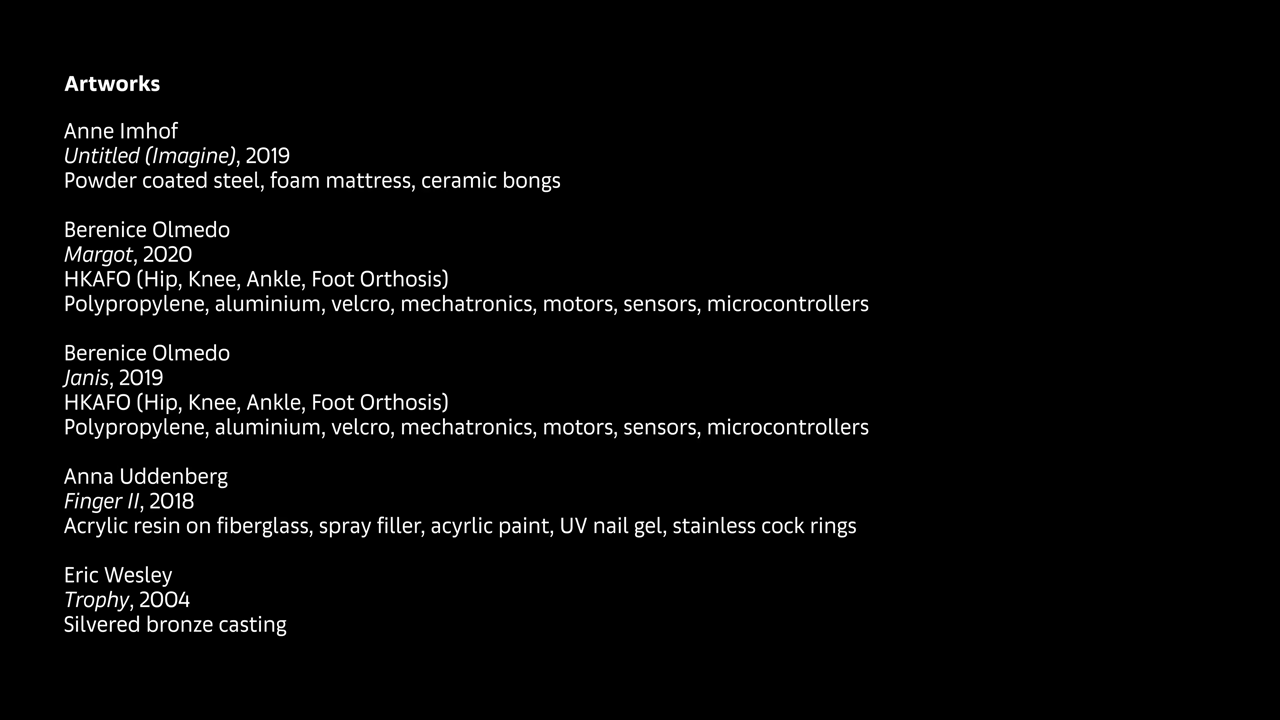 Artworks
Anne Imhof
Untitled (Imagine), 2019
Powder coated steel, foam mattress, ceramic bongs
Berenice Olmedo
Margot, 2020
HKAFO (Hip, Knee, Ankle, Foot Orthosis)
Polypropylene, aluminium, velcro, mechatronics, motors, sensors, microcontrollers
Berenice Olmedo
Janis, 2019
HKAFO (Hip, Knee, Ankle, Foot Orthosis)
Polypropylene, aluminium, velcro, mechatronics, motors, sensors, microcontrollers
Anna Uddenberg
Finger II, 2018
Acrylic resin on fiberglass, spray filler, acyrlic paint, UV nail gel, stainless cock rings
Eric Wesley
Trophy, 2004
Silvered bronze casting